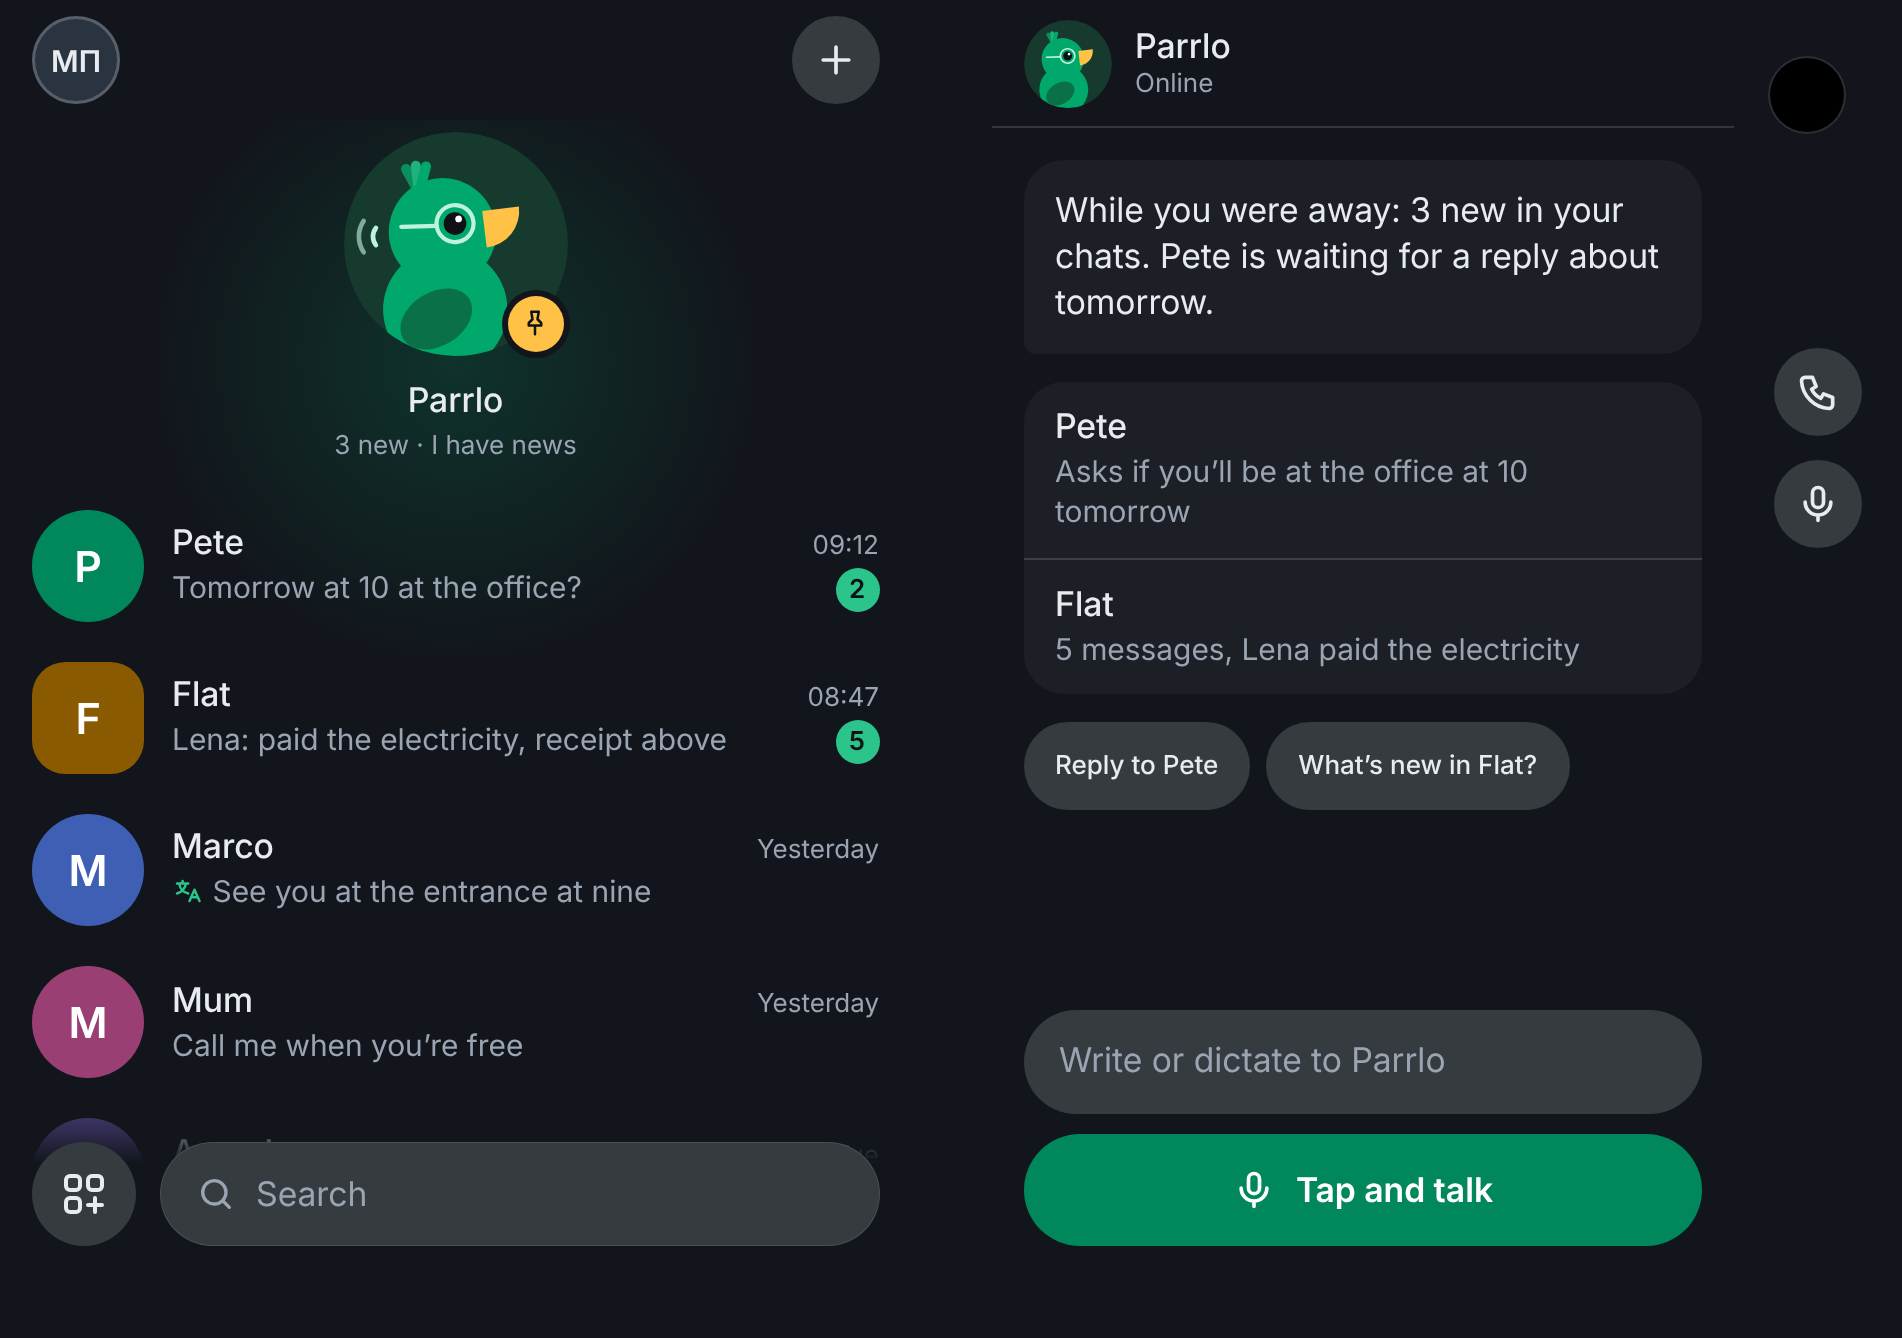 МП
Parrlo
3 new · I have news
P
Pete
09:12
Tomorrow at 10 at the office?
2
F
Flat
08:47
Lena: paid the electricity, receipt above
5
M
Marco
Yesterday
See you at the entrance at nine
M
Mum
Yesterday
Call me when you’re free
Search
Parrlo
Online
While you were away: 3 new in your
chats. Pete is waiting for a reply about
tomorrow.
Pete
Asks if you’ll be at the office at 10
tomorrow
Flat
5 messages, Lena paid the electricity
Reply to Pete
What’s new in Flat?
Write or dictate to Parrlo
Tap and talk